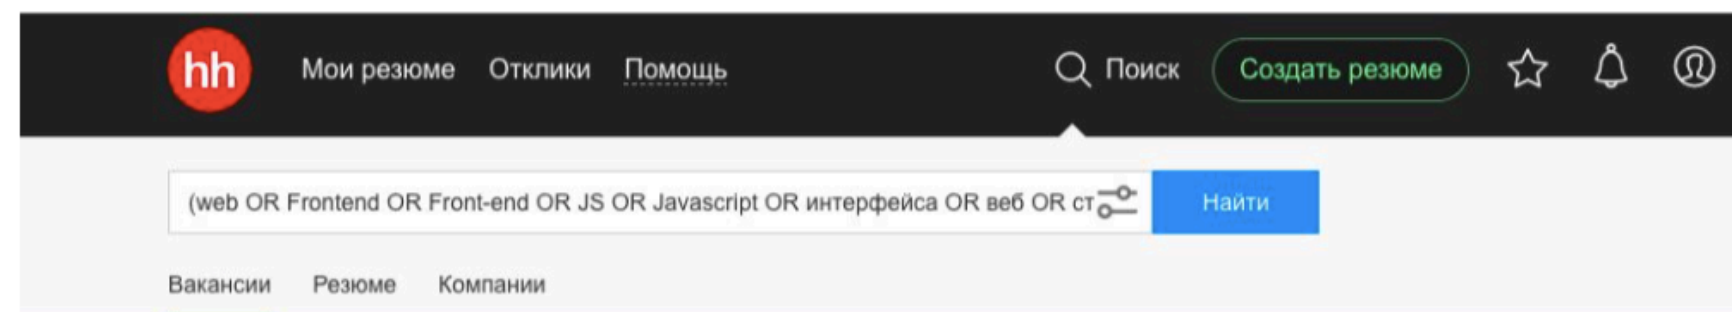 hh Мои резюме Отклики Помощь Поиск Создать резюме
(web OR Frontend OR Front-end OR JS OR Javascript OR интерфейса OR веб OR ст Найти
Вакансии Резюме Компании